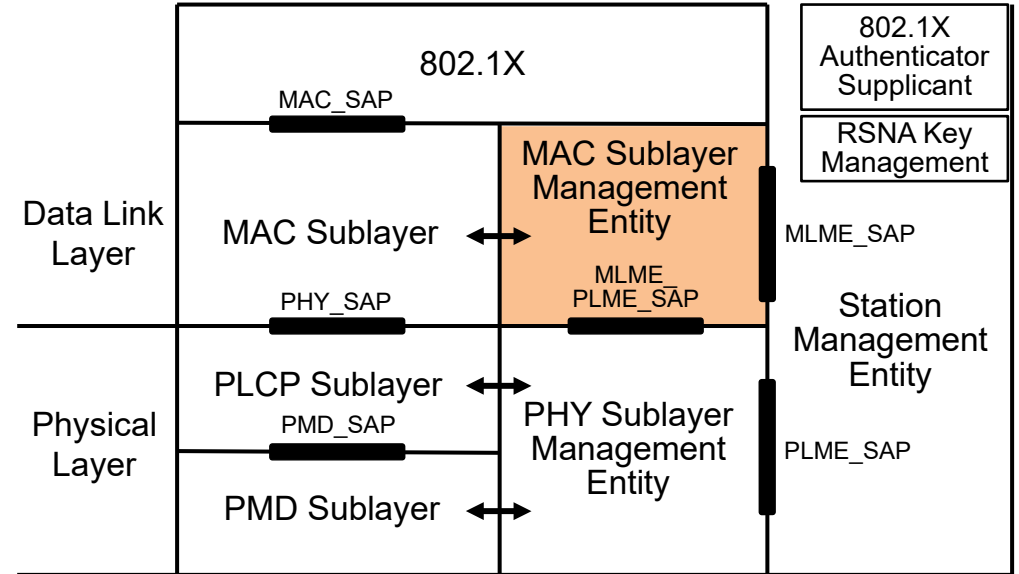 802.1X
802.1X
Authenticator
Supplicant
MAC_SAP
RSNA Key
Management
MAC Sublayer
Management
Entity
Data Link
Layer
MAC Sublayer
MLME_SAP
MLME_
PLME_SAP
PHY_SAP
Station
Management
Entity
PLCP Sublayer
PHY Sublayer
Management
Entity
Physical
Layer
PMD_SAP
PLME_SAP
PMD Sublayer